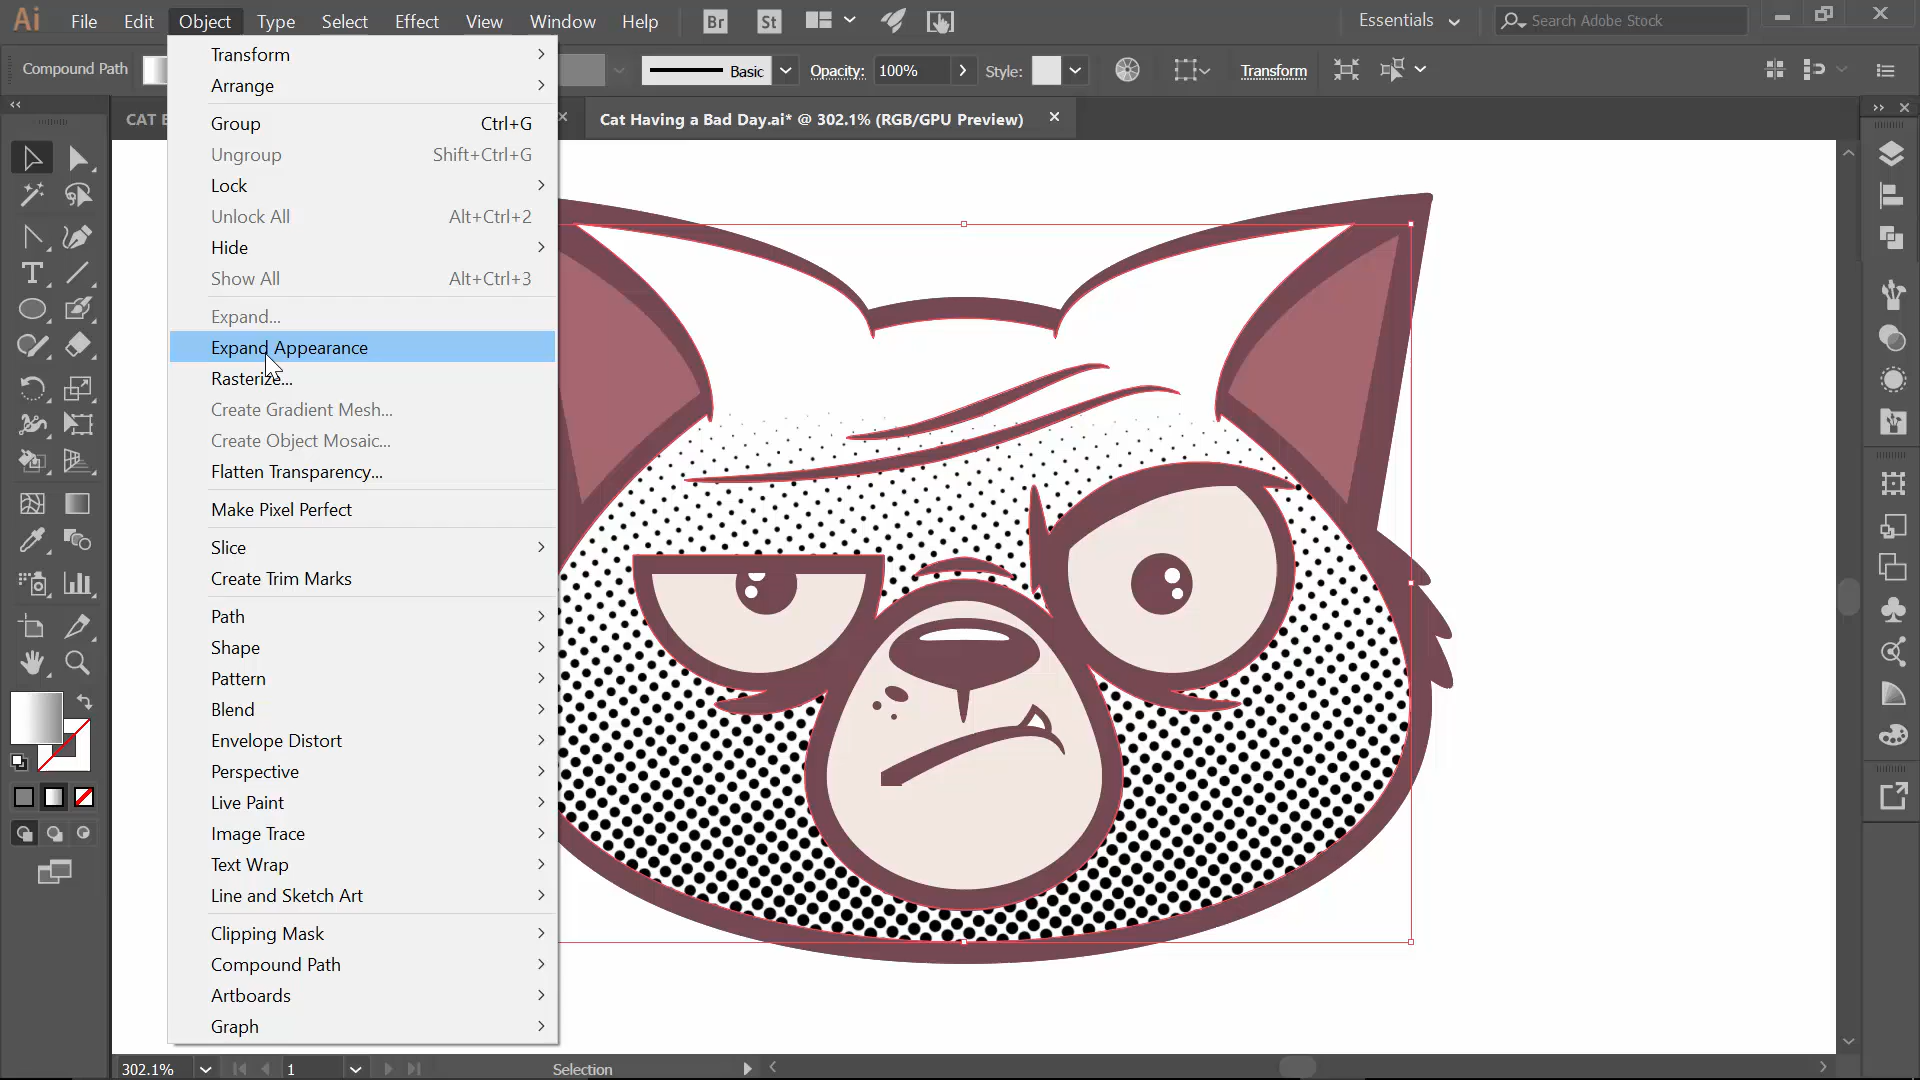 Ai File Edit Object Type Select Effect View Window Help Br St Essentials Search Adobe Stock
Compound Path Basic Opacity: 100% Style: Transform
Cat Having a Bad Day.ai* @ 302.1% (RGB/GPU Preview)
Transform
Arrange
Group Ctrl+G
Ungroup Shift+Ctrl+G
Lock
Unlock All Alt+Ctrl+2
Hide
Show All Alt+Ctrl+3
Expand...
Expand Appearance
Rasterize...
Create Gradient Mesh...
Create Object Mosaic...
Flatten Transparency...
Make Pixel Perfect
Slice
Create Trim Marks
Path
Shape
Pattern
Blend
Envelope Distort
Perspective
Live Paint
Image Trace
Text Wrap
Line and Sketch Art
Clipping Mask
Compound Path
Artboards
Graph
302.1% 1 Selection